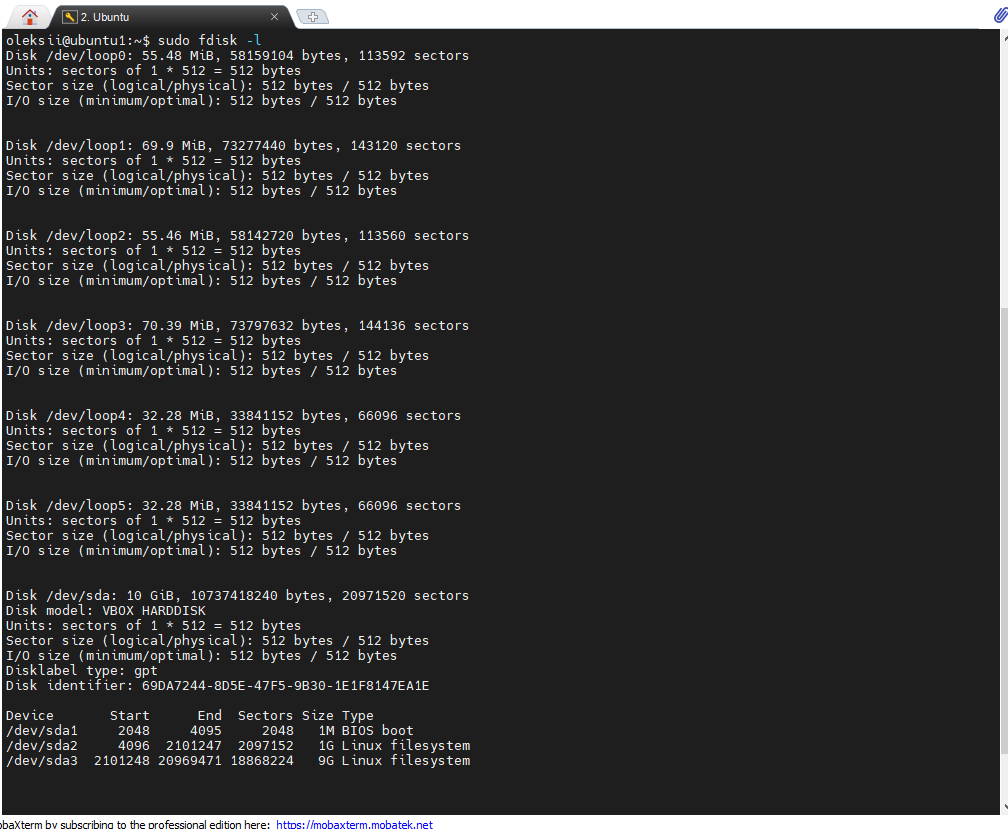 2. Ubuntu
oleksii@ubuntu1:~$ sudo fdisk -l
Disk /dev/loop0: 55.48 MiB, 58159104 bytes, 113592 sectors
Units: sectors of 1 * 512 = 512 bytes
Sector size (logical/physical): 512 bytes / 512 bytes
I/O size (minimum/optimal): 512 bytes / 512 bytes
Disk /dev/loop1: 69.9 MiB, 73277440 bytes, 143120 sectors
Units: sectors of 1 * 512 = 512 bytes
Sector size (logical/physical): 512 bytes / 512 bytes
I/O size (minimum/optimal): 512 bytes / 512 bytes
Disk /dev/loop2: 55.46 MiB, 58142720 bytes, 113560 sectors
Units: sectors of 1 * 512 = 512 bytes
Sector size (logical/physical): 512 bytes / 512 bytes
I/O size (minimum/optimal): 512 bytes / 512 bytes
Disk /dev/loop3: 70.39 MiB, 73797632 bytes, 144136 sectors
Units: sectors of 1 * 512 = 512 bytes
Sector size (logical/physical): 512 bytes / 512 bytes
I/O size (minimum/optimal): 512 bytes / 512 bytes
Disk /dev/loop4: 32.28 MiB, 33841152 bytes, 66096 sectors
Units: sectors of 1 * 512 = 512 bytes
Sector size (logical/physical): 512 bytes / 512 bytes
I/O size (minimum/optimal): 512 bytes / 512 bytes
Disk /dev/loop5: 32.28 MiB, 33841152 bytes, 66096 sectors
Units: sectors of 1 * 512 = 512 bytes
Sector size (logical/physical): 512 bytes / 512 bytes
I/O size (minimum/optimal): 512 bytes / 512 bytes
Disk /dev/sda: 10 GiB, 10737418240 bytes, 20971520 sectors
Disk model: VBOX HARDDISK
Units: sectors of 1 * 512 = 512 bytes
Sector size (logical/physical): 512 bytes / 512 bytes
I/O size (minimum/optimal): 512 bytes / 512 bytes
Disklabel type: gpt
Disk identifier: 69DA7244-8D5E-47F5-9B30-1E1F8147EA1E
Device Start End Sectors Size Type
/dev/sda1 2048 4095 2048 1M BIOS boot
/dev/sda2 4096 2101247 2097152 1G Linux filesystem
/dev/sda3 2101248 20969471 18868224 9G Linux filesystem
obaXterm by subscribing to the professional edition here: https://mobaxterm.mobatek.net